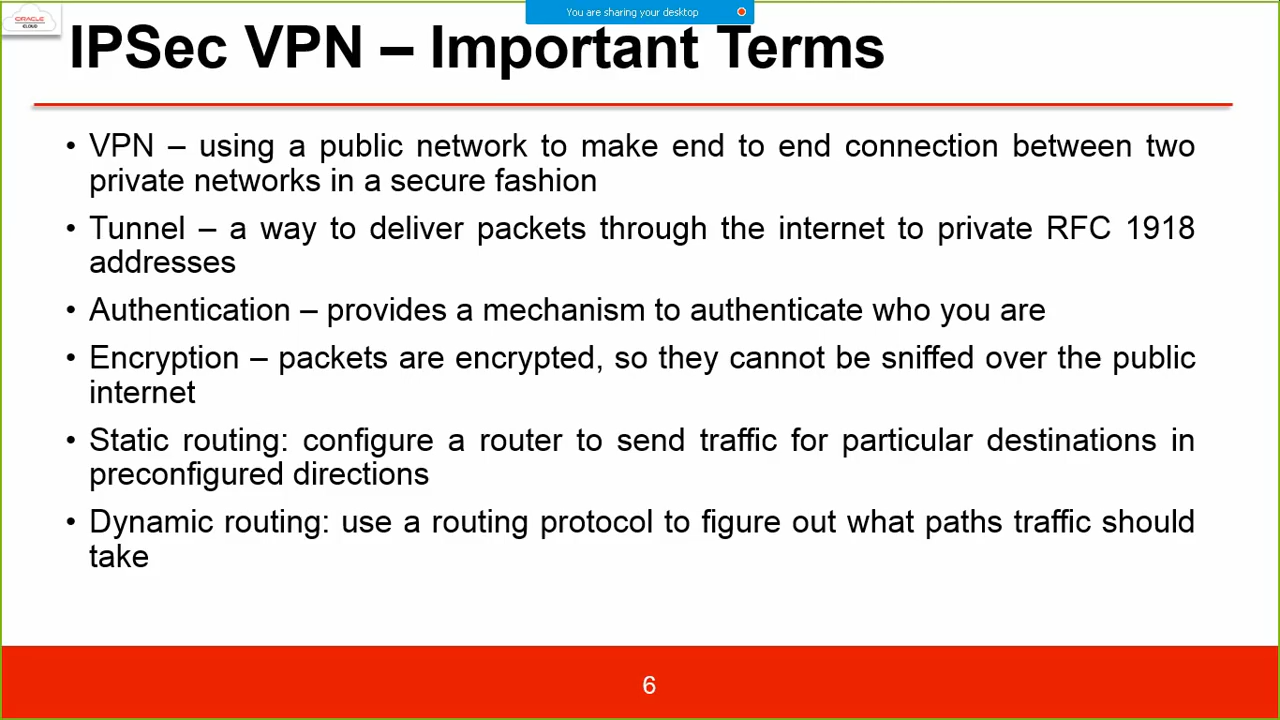 You are sharing your desktop
ORACLE
CLOUD
IPSec VPN – Important Terms
• VPN – using a public network to make end to end connection between two
private networks in a secure fashion
• Tunnel – a way to deliver packets through the internet to private RFC 1918
addresses
• Authentication – provides a mechanism to authenticate who you are
• Encryption – packets are encrypted, so they cannot be sniffed over the public
internet
• Static routing: configure a router to send traffic for particular destinations in
preconfigured directions
• Dynamic routing: use a routing protocol to figure out what paths traffic should
take
6